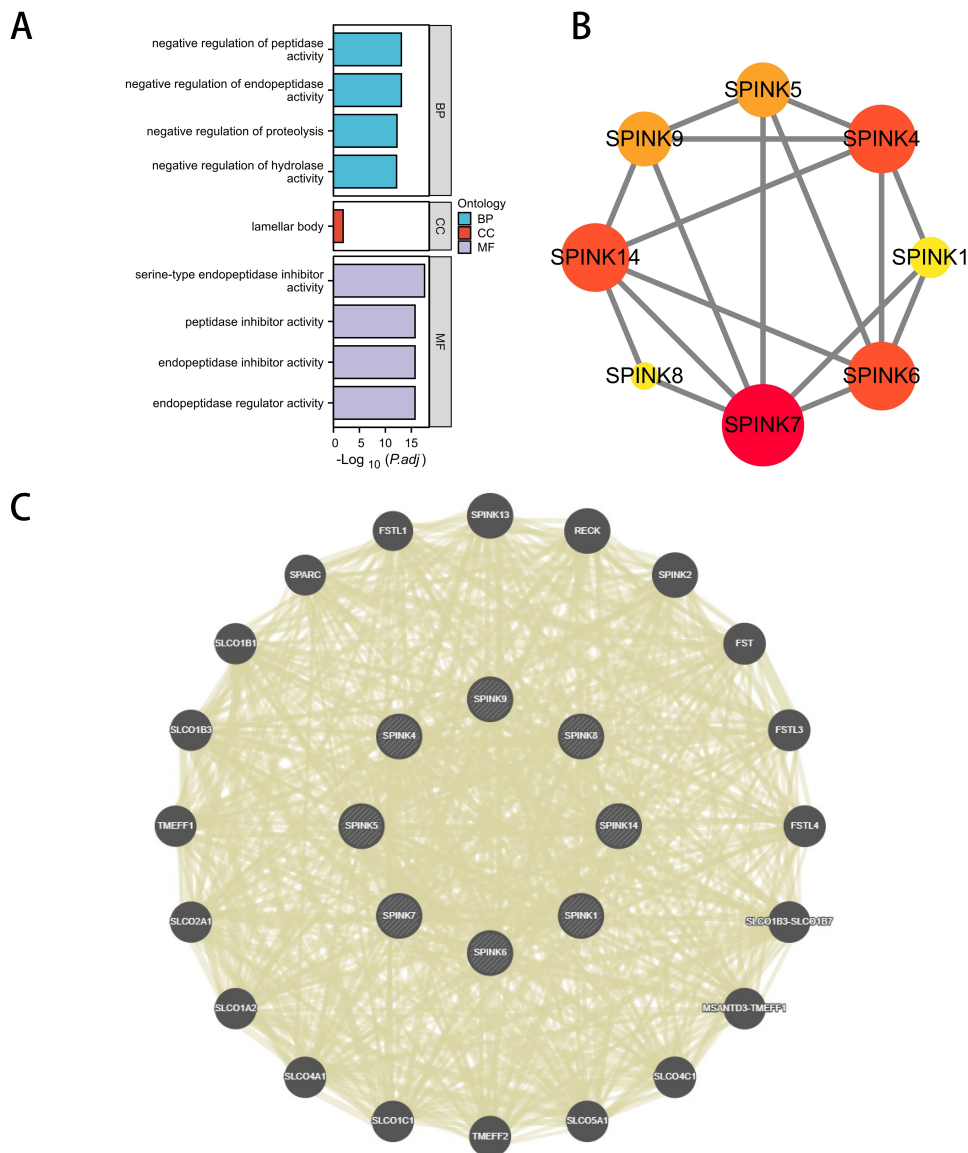 A
negative regulation of peptidase
activity
negative regulation of endopeptidase
activity
negative regulation of proteolysis
negative regulation of hydrolase
activity
BP
lamellar body
CC
serine-type endopeptidase inhibitor
activity
peptidase inhibitor activity
endopeptidase inhibitor activity
endopeptidase regulator activity
MF
0 5 10 15
-Log 10 (P.adj)
Ontology
BP
CC
MF
B
SPINK5
SPINK9
SPINK4
SPINK14
SPINK1
SPINK8
SPINK6
SPINK7
C
SPINK13
FSTL1
RECK
SPARC
SPINK2
SLCO1B1
FST
SPINK9
SLCO1B3
SPINK4
SPINK8
FSTL3
TMEFF1
SPINK5
SPINK14
FSTL4
SLCO2A1
SPINK7
SPINK1
SLCO1B3-SLCO1B7
SPINK6
SLCO1A2
MSANTD3-TMEFF1
SLCO4A1
SLCO4C1
SLCO1C1
SLCO5A1
TMEFF2